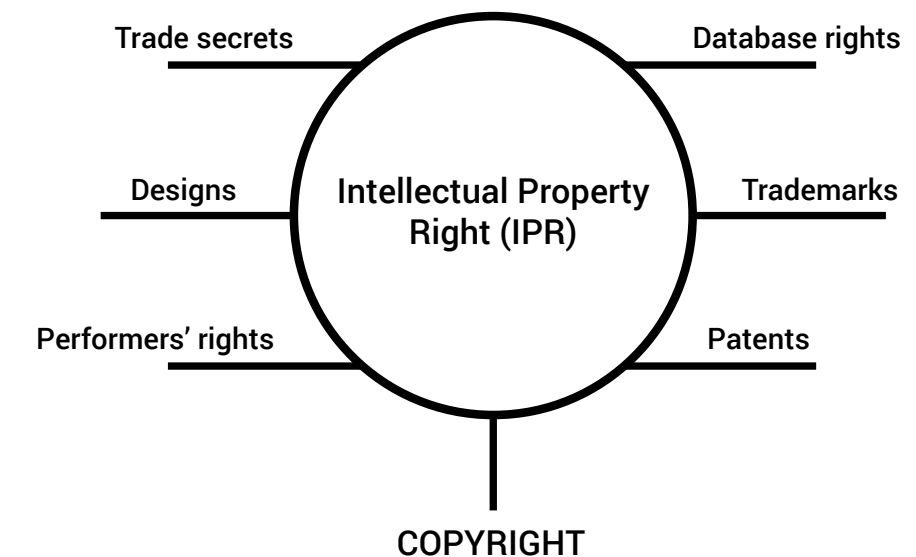 Trade secrets
Database rights
Designs
Intellectual Property
Right (IPR)
Trademarks
Performers’ rights
Patents
COPYRIGHT